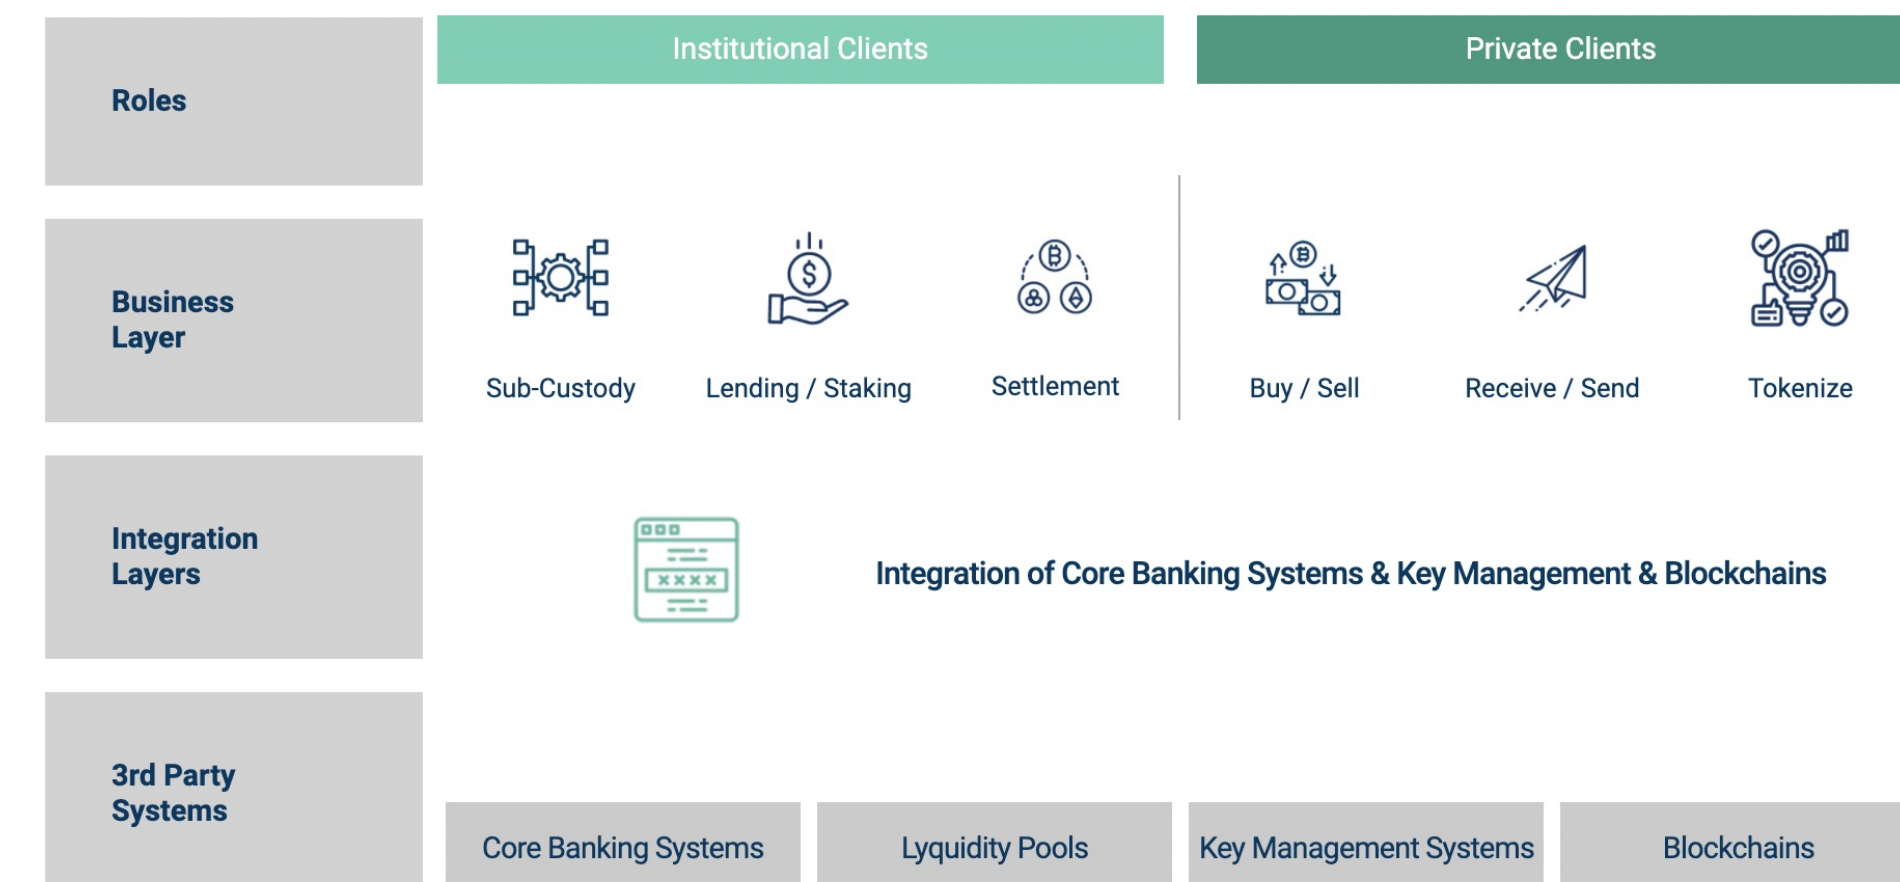 Roles
Institutional Clients
Private Clients
Business
Layer
Sub-Custody
Lending / Staking
Settlement
Buy / Sell
Receive / Send
Tokenize
Integration
Layers
Integration of Core Banking Systems & Key Management & Blockchains
3rd Party
Systems
Core Banking Systems
Lyquidity Pools
Key Management Systems
Blockchains